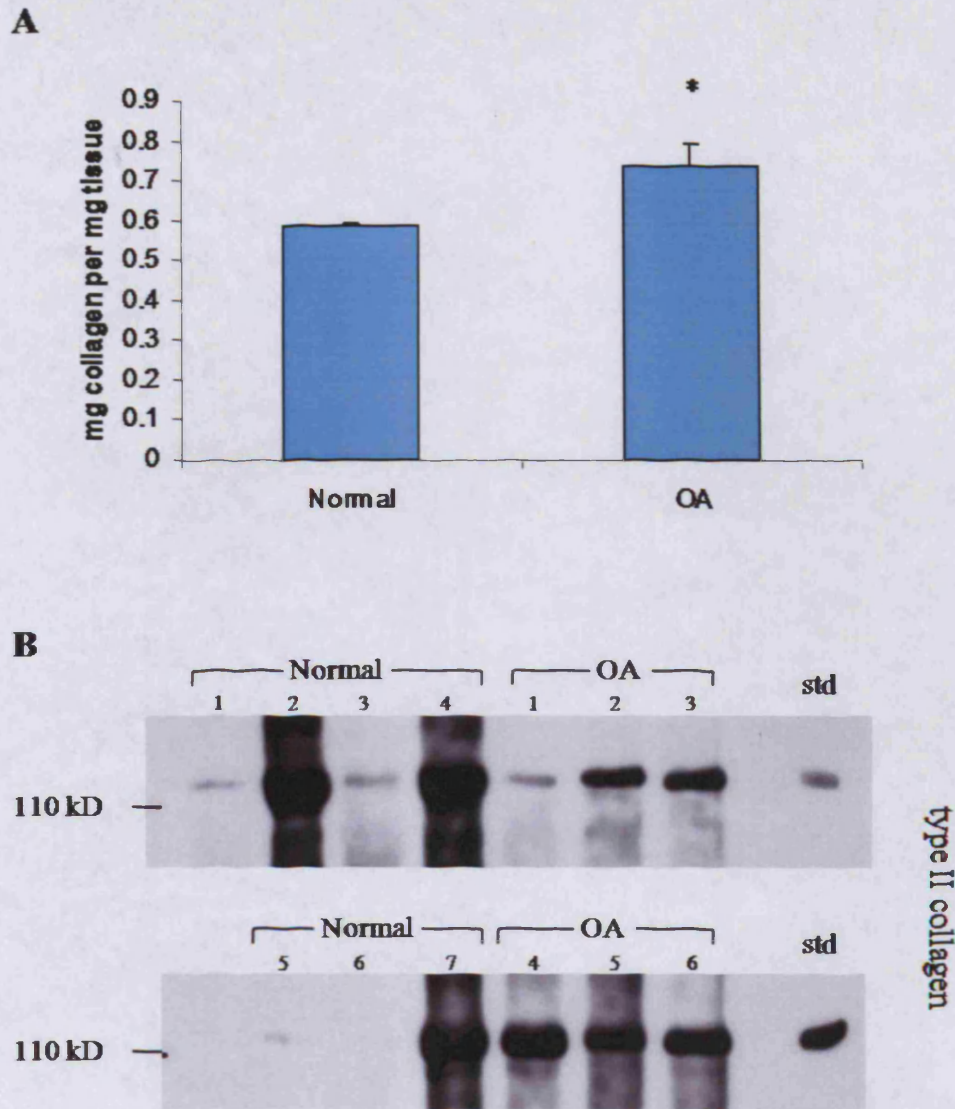 A
0.9
0.8
0.7
0.6
0.5
0.4
0.3
0.2
0.1
0
mg collagen per mg tissue
*
Normal OA
B
Normal OA std
1 2 3 4 1 2 3
110 kD
type II collagen
Normal OA std
5 6 7 4 5 6
110 kD